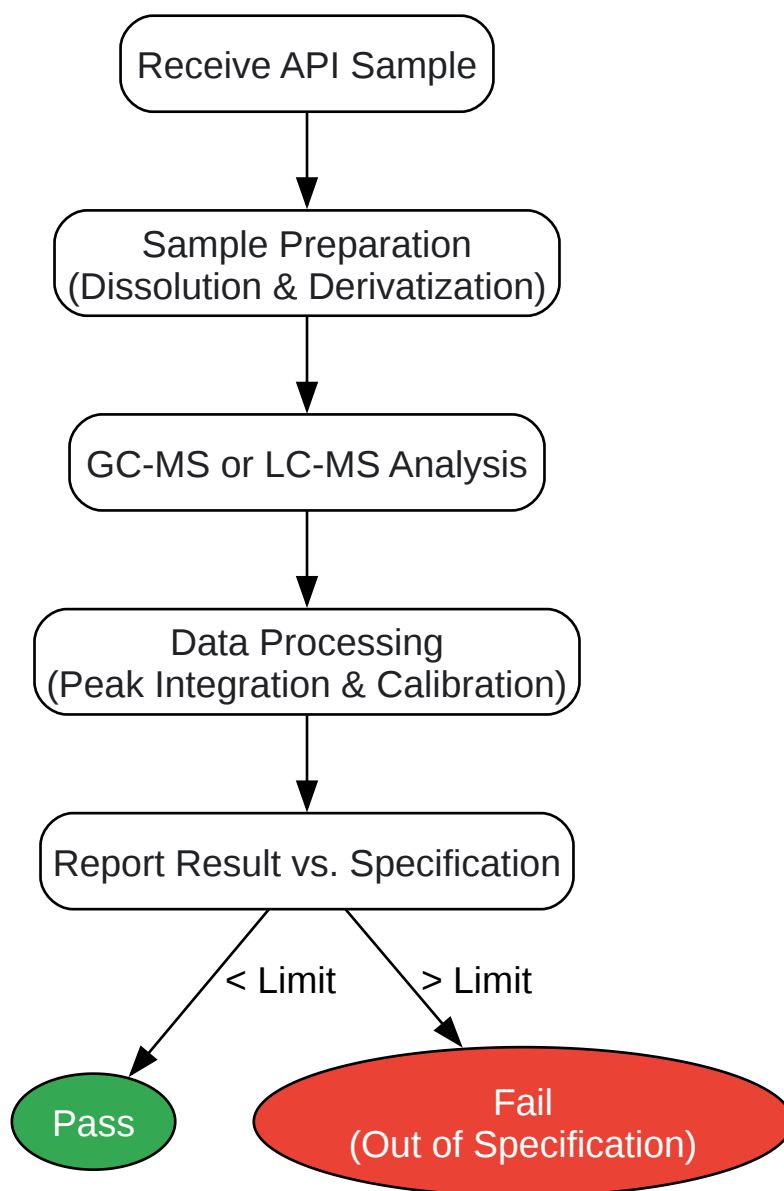 Receive API Sample
Sample Preparation
(Dissolution & Derivatization)
GC-MS or LC-MS Analysis
Data Processing
(Peak Integration & Calibration)
Report Result vs. Specification
< Limit
> Limit
Pass
Fail
(Out of Specification)